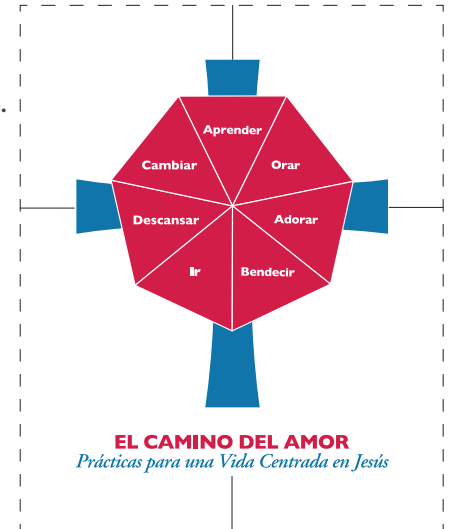 .
Aprender
Cambiar
Orar
Descansar
Adorar
Ir
Bendecir
EL CAMINO DEL AMOR
Prácticas para una Vida Centrada en Jesús